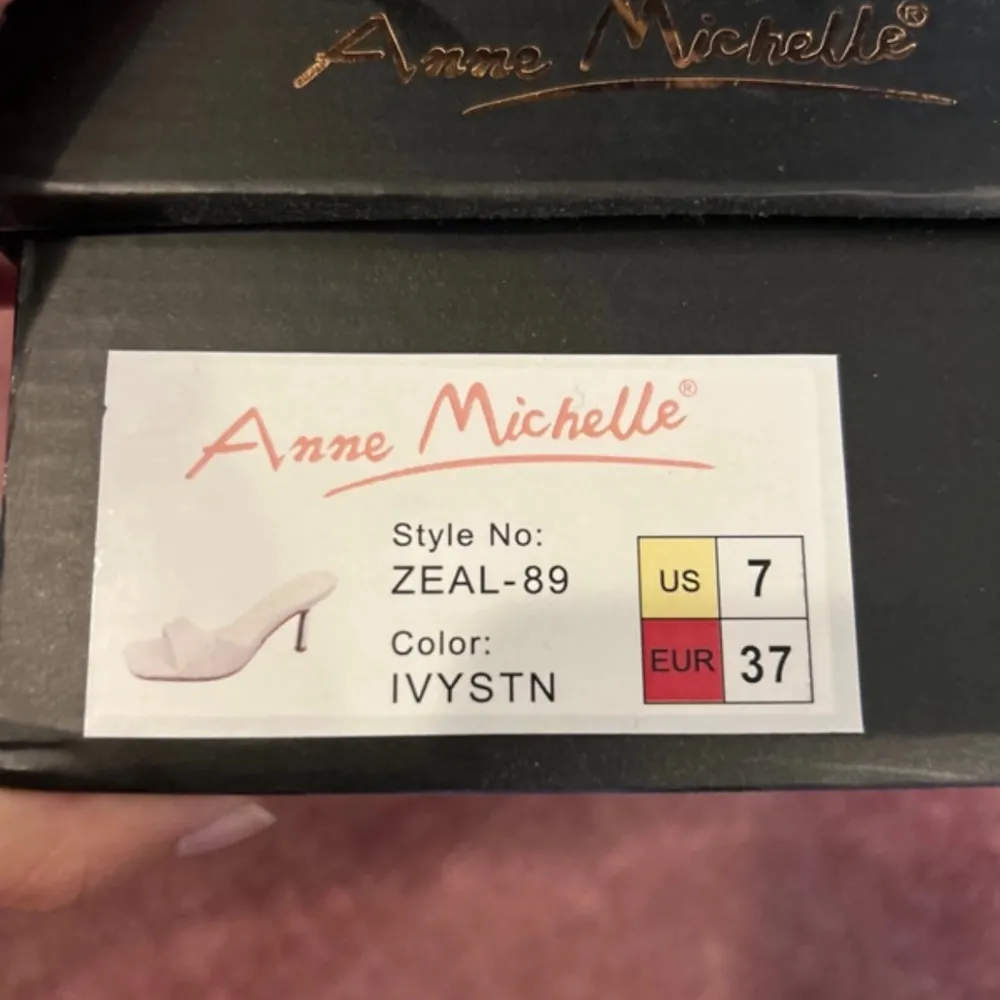 Anne Michelle®
Anne Michelle®
Style No:
ZEAL-89
Color:
IVYSTN
US 7
EUR 37